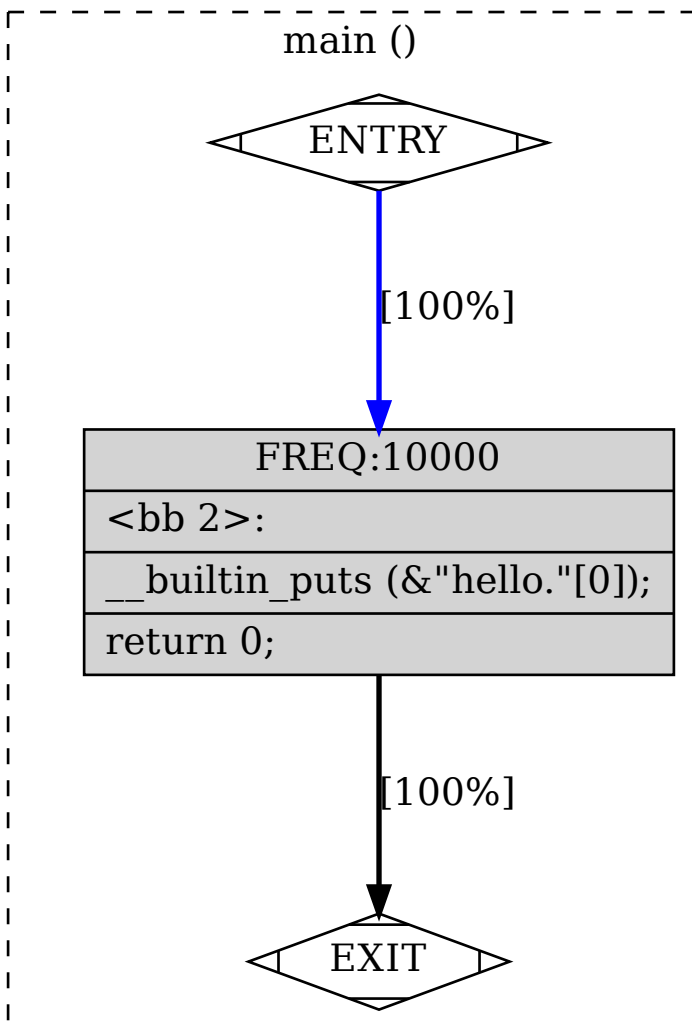 main ()
ENTRY
[100%]
FREQ:10000
<bb 2>:
__builtin_puts (&"hello."[0]);
return 0;
[100%]
EXIT